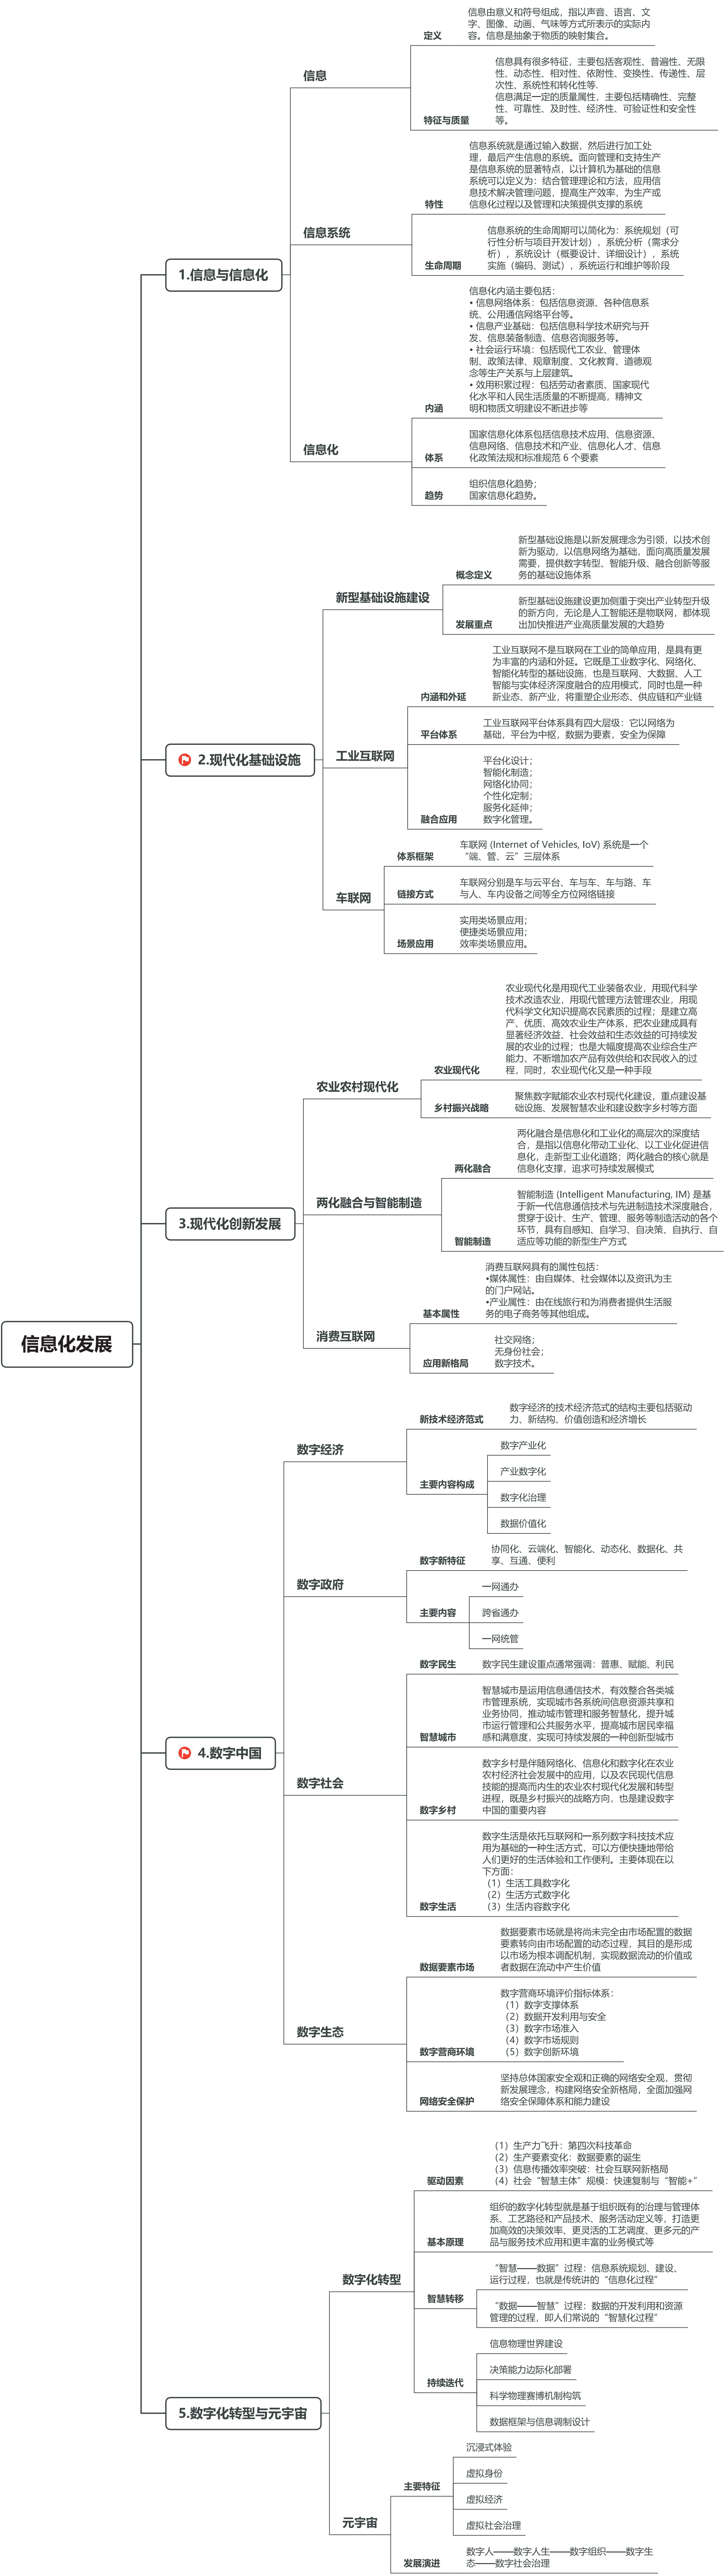 信息化发展
1.信息与信息化
信息
定义
信息由意义和符号组成，指以声音、语言、文
字、图像、动画、气味等方式所表示的实际内
容。信息是抽象于物质的映射集合。
特征与质量
信息具有很多特征，主要包括客观性、普遍性、无限
性、动态性、相对性、依附性、变换性、传递性、层
次性、系统性和转化性等.
信息满足一定的质量属性，主要包括精确性、完整
性、可靠性、及时性、经济性、可验证性和安全性
等。
信息系统
特性
信息系统就是通过输入数据，然后进行加工处
理，最后产生信息的系统。面向管理和支持生产
是信息系统的显著特点，以计算机为基础的信息
系统可以定义为：结合管理理论和方法，应用信
息技术解决管理问题，提高生产效率，为生产或
信息化过程以及管理和决策提供支撑的系统
生命周期
信息系统的生命周期可以简化为：系统规划（可
行性分析与项目开发计划），系统分析（需求分
析），系统设计（概要设计、详细设计），系统
实施（编码、测试），系统运行和维护等阶段
信息化
内涵
信息化内涵主要包括：
• 信息网络体系：包括信息资源、各种信息系
统、公用通信网络平台等。
• 信息产业基础：包括信息科学技术研究与开
发、信息装备制造、信息咨询服务等。
• 社会运行环境：包括现代工农业、管理体
制、政策法律、规章制度、文化教育、道德观
念等生产关系与上层建筑。
• 效用积累过程：包括劳动者素质、国家现代
化水平和人民生活质量的不断提高，精神文
明和物质文明建设不断进步等
体系
国家信息化体系包括信息技术应用、信息资源、
信息网络、信息技术和产业、信息化人才、信息
化政策法规和标准规范 6 个要素
趋势
组织信息化趋势；
国家信息化趋势。
2.现代化基础设施
新型基础设施建设
概念定义
新型基础设施是以新发展理念为引领，以技术创
新为驱动，以信息网络为基础，面向高质量发展
需要，提供数字转型、智能升级、融合创新等服
务的基础设施体系
发展重点
新型基础设施建设更加侧重于突出产业转型升级
的新方向，无论是人工智能还是物联网，都体现
出加快推进产业高质量发展的大趋势
工业互联网
内涵和外延
工业互联网不是互联网在工业的简单应用，是具有更
为丰富的内涵和外延。它既是工业数字化、网络化、
智能化转型的基础设施，也是互联网、大数据、人工
智能与实体经济深度融合的应用模式，同时也是一种
新业态、新产业，将重塑企业形态、供应链和产业链
平台体系
工业互联网平台体系具有四大层级：它以网络为
基础，平台为中枢，数据为要素，安全为保障
融合应用
平台化设计；
智能化制造；
网络化协同；
个性化定制；
服务化延伸；
数字化管理。
车联网
体系框架
车联网 (Internet of Vehicles, IoV) 系统是一个
“端、管、云”三层体系
链接方式
车联网分别是车与云平台、车与车、车与路、车
与人、车内设备之间等全方位网络链接
场景应用
实用类场景应用；
便捷类场景应用；
效率类场景应用。
3.现代化创新发展
农业农村现代化
农业现代化
农业现代化是用现代工业装备农业，用现代科学
技术改造农业，用现代管理方法管理农业，用现
代科学文化知识提高农民素质的过程；是建立高
产、优质、高效农业生产体系，把农业建成具有
显著经济效益、社会效益和生态效益的可持续发
展的农业的过程；也是大幅度提高农业综合生产
能力、不断增加农产品有效供给和农民收入的过
程，同时，农业现代化又是一种手段
乡村振兴战略
聚焦数字赋能农业农村现代化建设，重点建设基
础设施、发展智慧农业和建设数字乡村等方面
两化融合与智能制造
两化融合
两化融合是信息化和工业化的高层次的深度结
合，是指以信息化带动工业化、以工业化促进信
息化，走新型工业化道路；两化融合的核心就是
信息化支撑，追求可持续发展模式
智能制造
智能制造 (Intelligent Manufacturing, IM) 是基
于新一代信息通信技术与先进制造技术深度融合，
贯穿于设计、生产、管理、服务等制造活动的各个
环节，具有自感知、自学习、自决策、自执行、自
适应等功能的新型生产方式
消费互联网
基本属性
消费互联网具有的属性包括：
•媒体属性：由自媒体、社会媒体以及资讯为主
的门户网站。
•产业属性：由在线旅行和为消费者提供生活服
务的电子商务等其他组成。
应用新格局
社交网络；
无身份社会；
数字技术。
4.数字中国
数字经济
新技术经济范式
数字经济的技术经济范式的结构主要包括驱动
力、新结构、价值创造和经济增长
主要内容构成
数字产业化
产业数字化
数字化治理
数据价值化
数字政府
数字新特征
协同化、云端化、智能化、动态化、数据化、共
享、互通、便利
主要内容
一网通办
跨省通办
一网统管
数字社会
数字民生
数字民生建设重点通常强调：普惠、赋能、利民
智慧城市
智慧城市是运用信息通信技术，有效整合各类城
市管理系统，实现城市各系统间信息资源共享和
业务协同，推动城市管理和服务智慧化，提升城
市运行管理和公共服务水平，提高城市居民幸福
感和满意度，实现可持续发展的一种创新型城市
数字乡村
数字乡村是伴随网络化、信息化和数字化在农业
农村经济社会发展中的应用，以及农民现代信息
技能的提高而内生的农业农村现代化发展和转型
进程，既是乡村振兴的战略方向，也是建设数字
中国的重要内容
数字生活
数字生活是依托互联网和一系列数字科技技术应
用为基础的一种生活方式，可以方便快捷地带给
人们更好的生活体验和工作便利。主要体现在以
下方面：
（1）生活工具数字化
（2）生活方式数字化
（3）生活内容数字化
数字生态
数据要素市场
数据要素市场就是将尚未完全由市场配置的数据
要素转向由市场配置的动态过程，其目的是形成
以市场为根本调配机制，实现数据流动的价值或
者数据在流动中产生价值
数字营商环境
数字营商环境评价指标体系：
（1）数字支撑体系
（2）数据开发利用与安全
（3）数字市场准入
（4）数字市场规则
（5）数字创新环境
网络安全保护
坚持总体国家安全观和正确的网络安全观，贯彻
新发展理念，构建网络安全新格局，全面加强网
络安全保障体系和能力建设
5.数字化转型与元宇宙
数字化转型
驱动因素
（1）生产力飞升：第四次科技革命
（2）生产要素变化：数据要素的诞生
（3）信息传播效率突破：社会互联网新格局
（4）社会“智慧主体”规模：快速复制与“智能+”
基本原理
组织的数字化转型就是基于组织既有的治理与管理体
系、工艺路径和产品技术、服务活动定义等，打造更
加高效的决策效率、更灵活的工艺调度、更多元的产
品与服务技术应用和更丰富的业务模式等
智慧转移
“智慧——数据”过程：信息系统规划、建设、
运行过程，也就是传统讲的“信息化过程”
“数据——智慧”过程：数据的开发利用和资源
管理的过程，即人们常说的“智慧化过程”
持续迭代
信息物理世界建设
决策能力边际化部署
科学物理赛博机制构筑
数据框架与信息调制设计
元宇宙
主要特征
沉浸式体验
虚拟身份
虚拟经济
虚拟社会治理
发展演进
数字人——数字人生——数字组织——数字生
态——数字社会治理